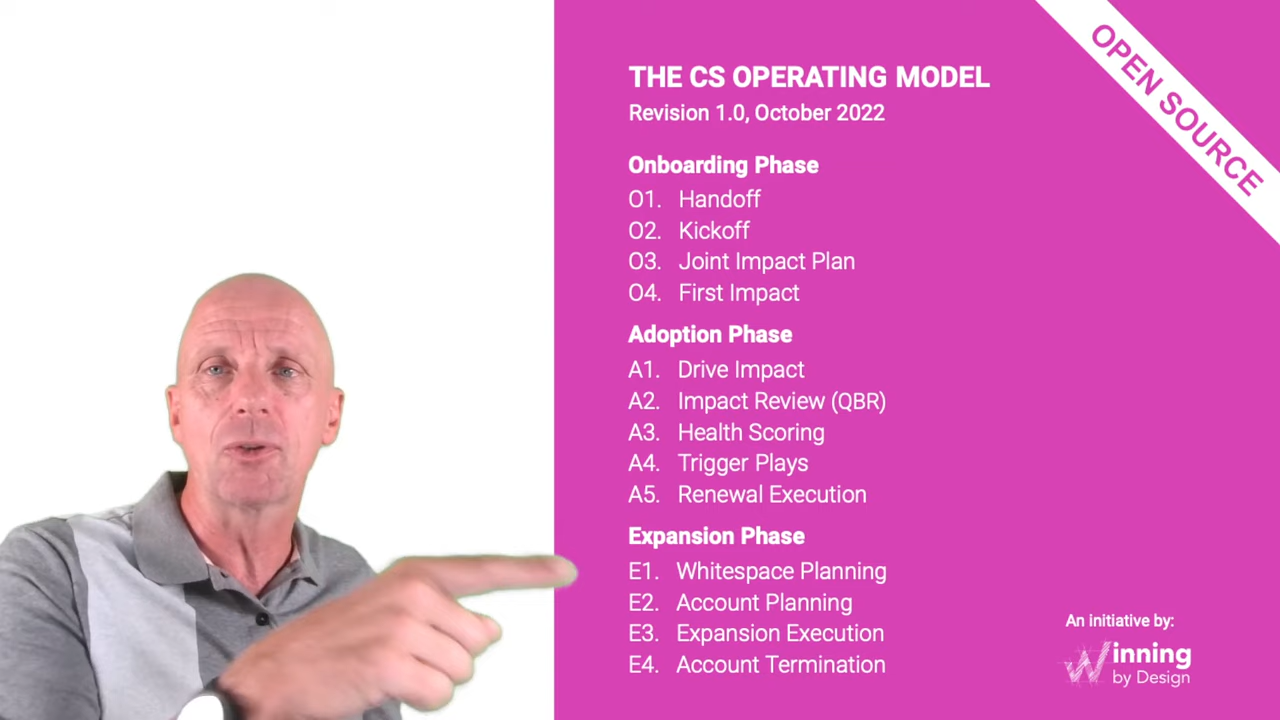 OPEN SOURCE
THE CS OPERATING MODEL
Revision 1.0, October 2022
Onboarding Phase
O1. Handoff
O2. Kickoff
O3. Joint Impact Plan
O4. First Impact
Adoption Phase
A1. Drive Impact
A2. Impact Review (QBR)
A3. Health Scoring
A4. Trigger Plays
A5. Renewal Execution
Expansion Phase
E1. Whitespace Planning
E2. Account Planning
E3. Expansion Execution
E4. Account Termination
An initiative by:
Winning
by Design